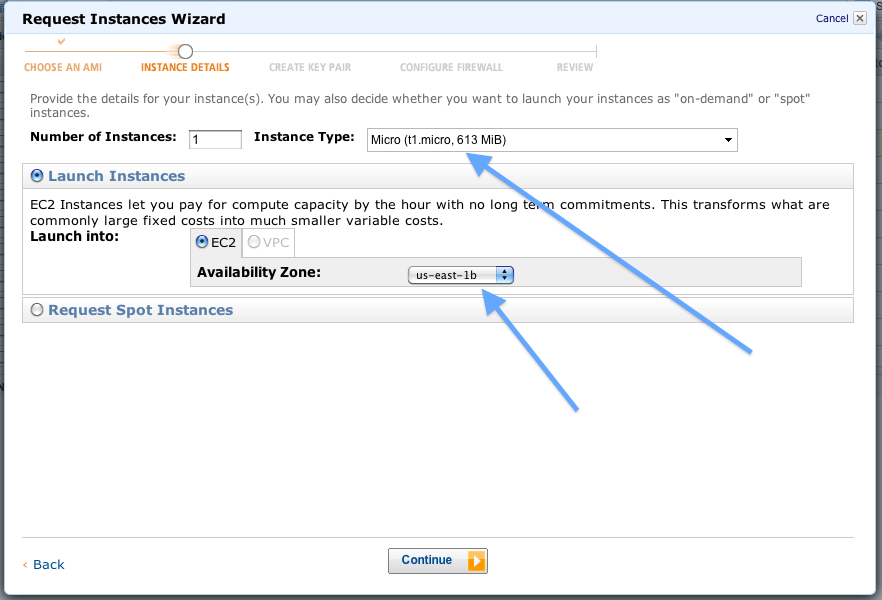 Request Instances Wizard
Cancel
CHOOSE AN AMI
INSTANCE DETAILS
CREATE KEY PAIR
CONFIGURE FIREWALL
REVIEW
Provide the details for your instance(s). You may also decide whether you want to launch your instances as "on-demand" or "spot"
instances.
Number of Instances: 1 Instance Type: Micro (t1.micro, 613 MiB)
Launch Instances
EC2 Instances let you pay for compute capacity by the hour with no long term commitments. This transforms what are
commonly large fixed costs into much smaller variable costs.
Launch into:
EC2 VPC
Availability Zone: us-east-1b
Request Spot Instances
‹ Back
Continue